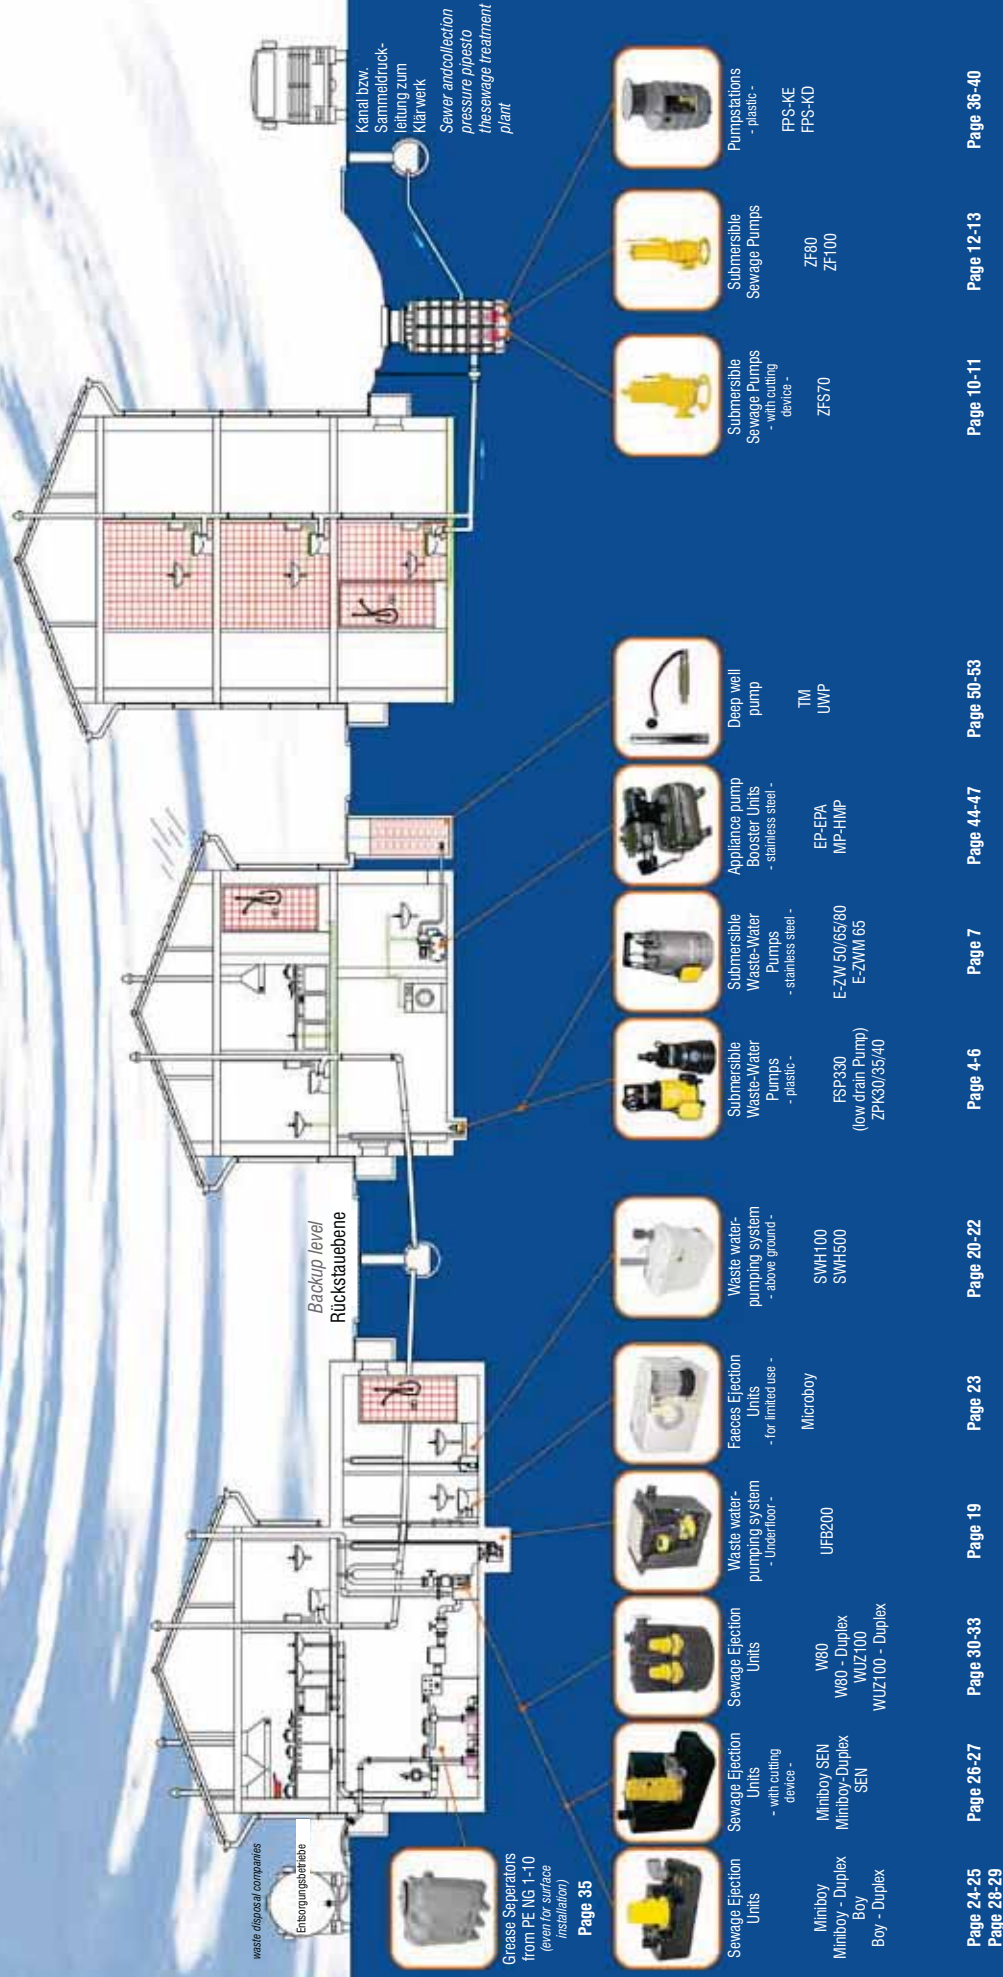 waste disposal companies
Entsorgungsbetriebe
Backup level
Rückstauebene
Kanal bzw.
Sammeldruck-
leitung zum
Klärwerk
Sewer andcollection
pressure pipesto
thesewage treatment
plant
Grease Seperators
from PE NG 1-10
(even for surface
installation)
Page 35
Sewage Ejection
Units
Miniboy
Miniboy - Duplex
Boy
Boy - Duplex
Page 24-25
Page 28-29
Sewage Ejection
Units
- with cutting
device -
Miniboy SEN
Miniboy-Duplex
SEN
Page 26-27
Sewage Ejection
Units
W80
W80 - Duplex
WUZ100
WUZ100 - Duplex
Page 30-33
Waste water-
pumping system
- Underfloor -
UFB200
Page 19
Faeces Ejection
Units
- for limited use -
Microboy
Page 23
Waste water-
pumping system
- above ground -
SWH100
SWH500
Page 20-22
Submersible
Waste-Water
Pumps
- plastic -
FSP330
(low drain Pump)
ZPK30/35/40
Page 4-6
Submersible
Waste-Water
Pumps
- stainless steel -
E-ZW 50/65/80
E-ZWM 65
Page 7
Appliance pump
Booster Units
- stainless steel -
EP-EPA
MP-HMP
Page 44-47
Deep well
pump
TM
UWP
Page 50-53
Submersible
Sewage Pumps
- with cutting
device -
ZFS70
Page 10-11
Submersible
Sewage Pumps
ZF80
ZF100
Page 12-13
Pumpstations
- plastic -
FPS-KE
FPS-KD
Page 36-40